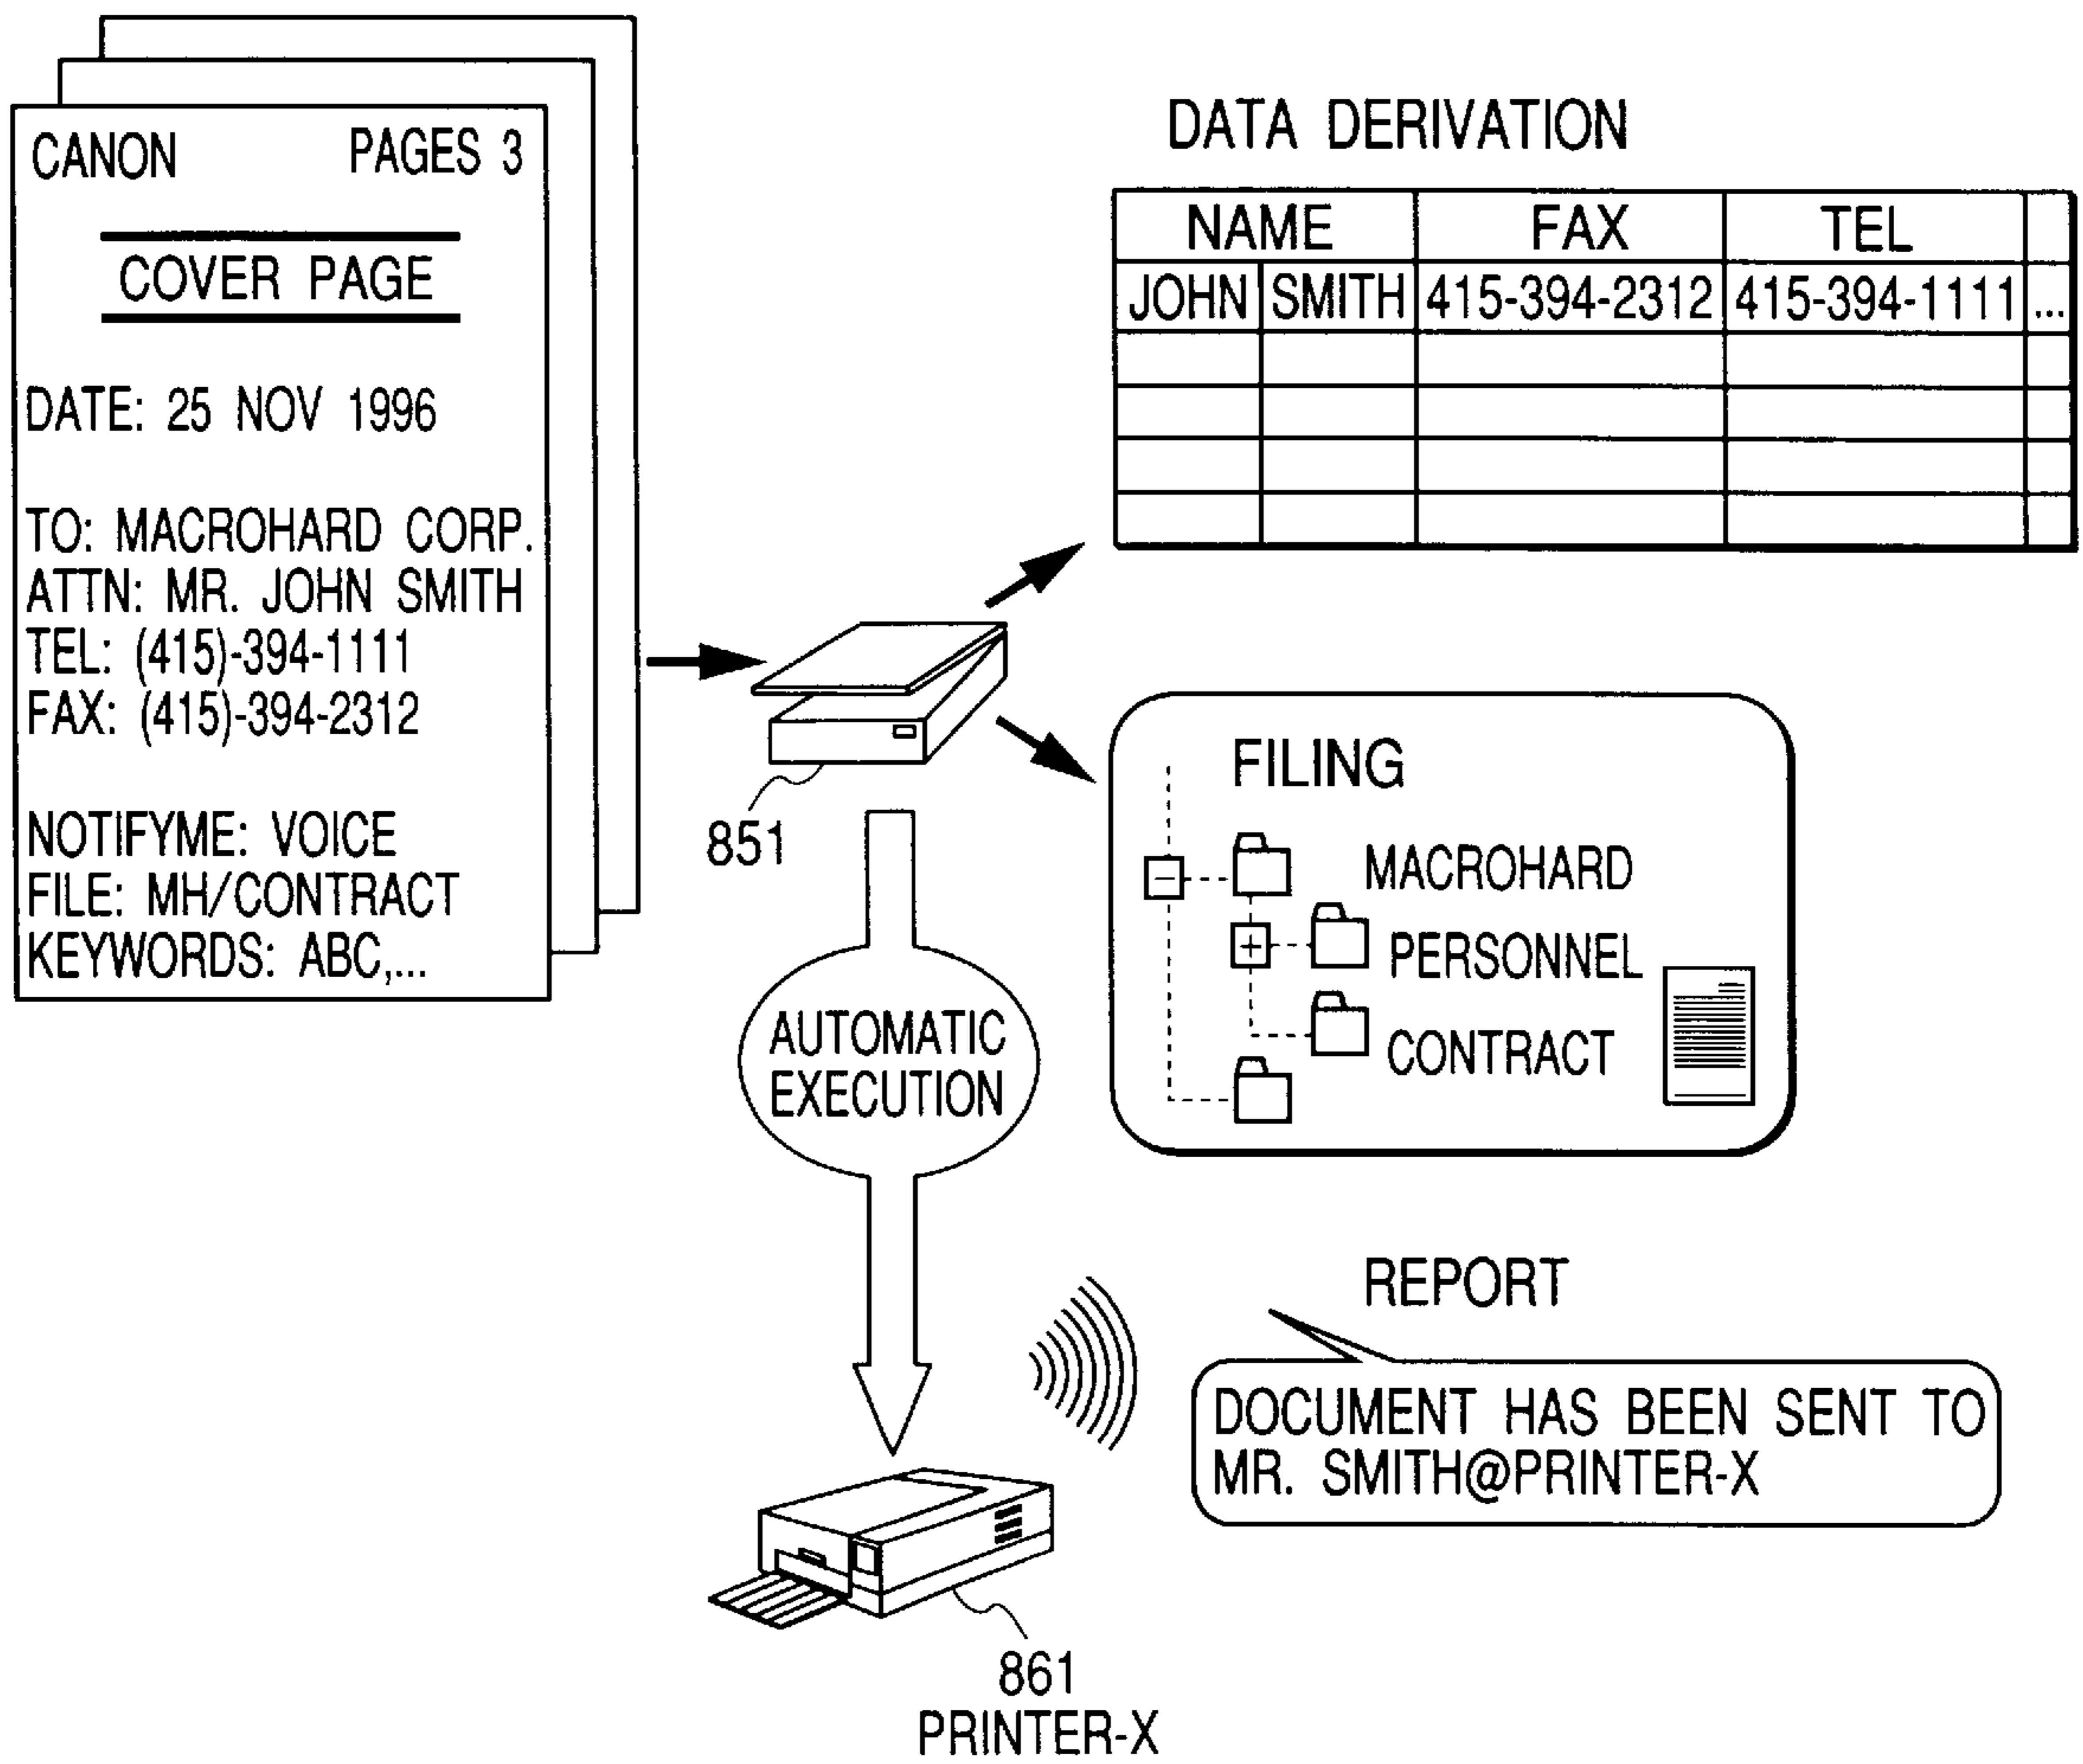 CANON PAGES 3
COVER PAGE
DATE: 25 NOV 1996
TO: MACROHARD CORP.
ATTN: MR. JOHN SMITH
TEL: (415)-394-1111
FAX: (415)-394-2312
NOTIFYME: VOICE
FILE: MH/CONTRACT
KEYWORDS: ABC,...
851
DATA DERIVATION
NAME FAX TEL
JOHN SMITH 415-394-2312 415-394-1111 ...
FILING
MACROHARD
PERSONNEL
CONTRACT
AUTOMATIC
EXECUTION
REPORT
DOCUMENT HAS BEEN SENT TO
MR. SMITH@PRINTER-X
861
PRINTER-X